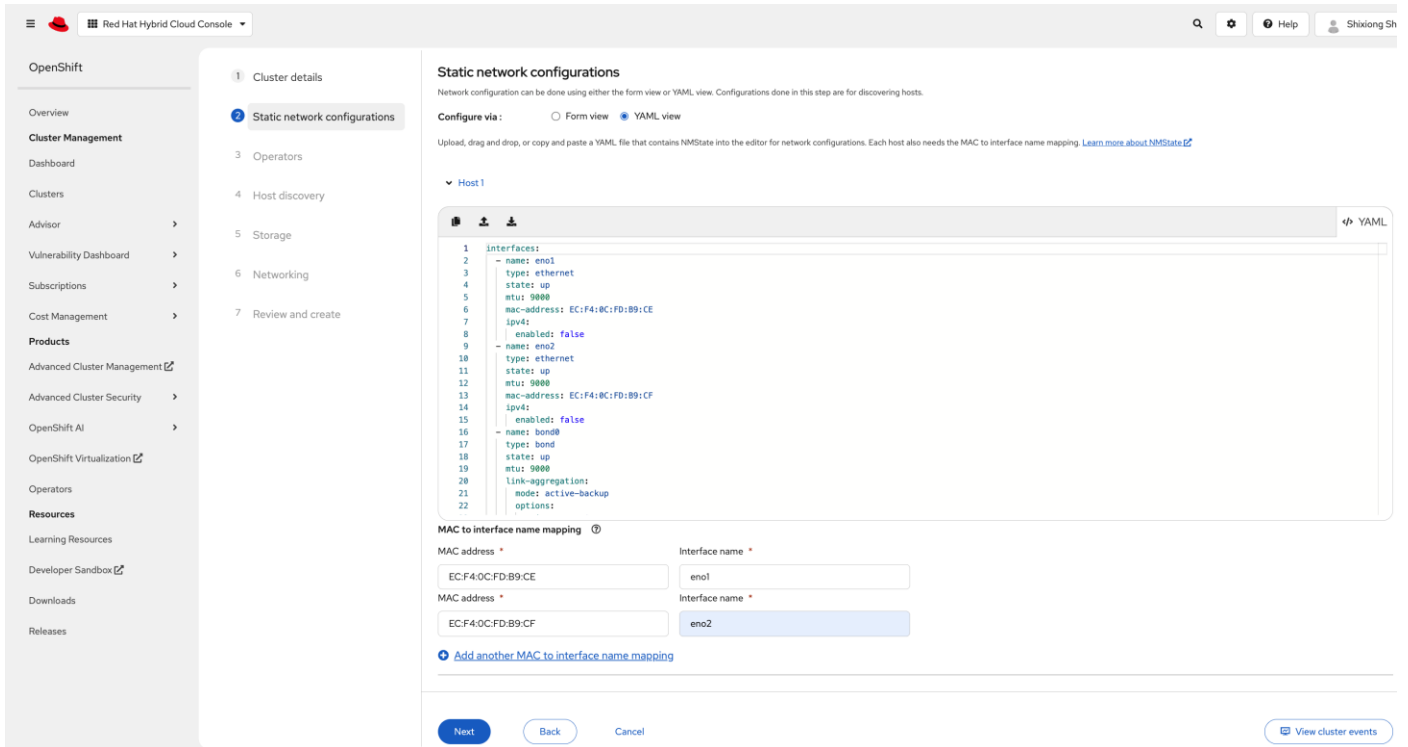 Red Hat Hybrid Cloud Console
Help
Shixiong Sh
OpenShift
Overview
Cluster Management
Dashboard
Clusters
Advisor
Vulnerability Dashboard
Subscriptions
Cost Management
Products
Advanced Cluster Management
Advanced Cluster Security
OpenShift AI
OpenShift Virtualization
Operators
Resources
Learning Resources
Developer Sandbox
Downloads
Releases
1 Cluster details
2 Static network configurations
3 Operators
4 Host discovery
5 Storage
6 Networking
7 Review and create
Static network configurations
Network configuration can be done using either the form view or YAML view. Configurations done in this step are for discovering hosts.
Configure via : Form view YAML view
Upload, drag and drop, or copy and paste a YAML file that contains NMState into the editor for network configurations. Each host also needs the MAC to interface name mapping. Learn more about NMState
Host 1
YAML
1 interfaces:
2 - name: eno1
3 type: ethernet
4 state: up
5 mtu: 9000
6 mac-address: EC:F4:0C:FD:B9:CE
7 ipv4:
8 enabled: false
9 - name: eno2
10 type: ethernet
11 state: up
12 mtu: 9000
13 mac-address: EC:F4:0C:FD:B9:CF
14 ipv4:
15 enabled: false
16 - name: bond0
17 type: bond
18 state: up
19 mtu: 9000
20 link-aggregation:
21 mode: active-backup
22 options:
MAC to interface name mapping
MAC address * Interface name *
EC:F4:0C:FD:B9:CE eno1
MAC address * Interface name *
EC:F4:0C:FD:B9:CF eno2
Add another MAC to interface name mapping
Next Back Cancel View cluster events